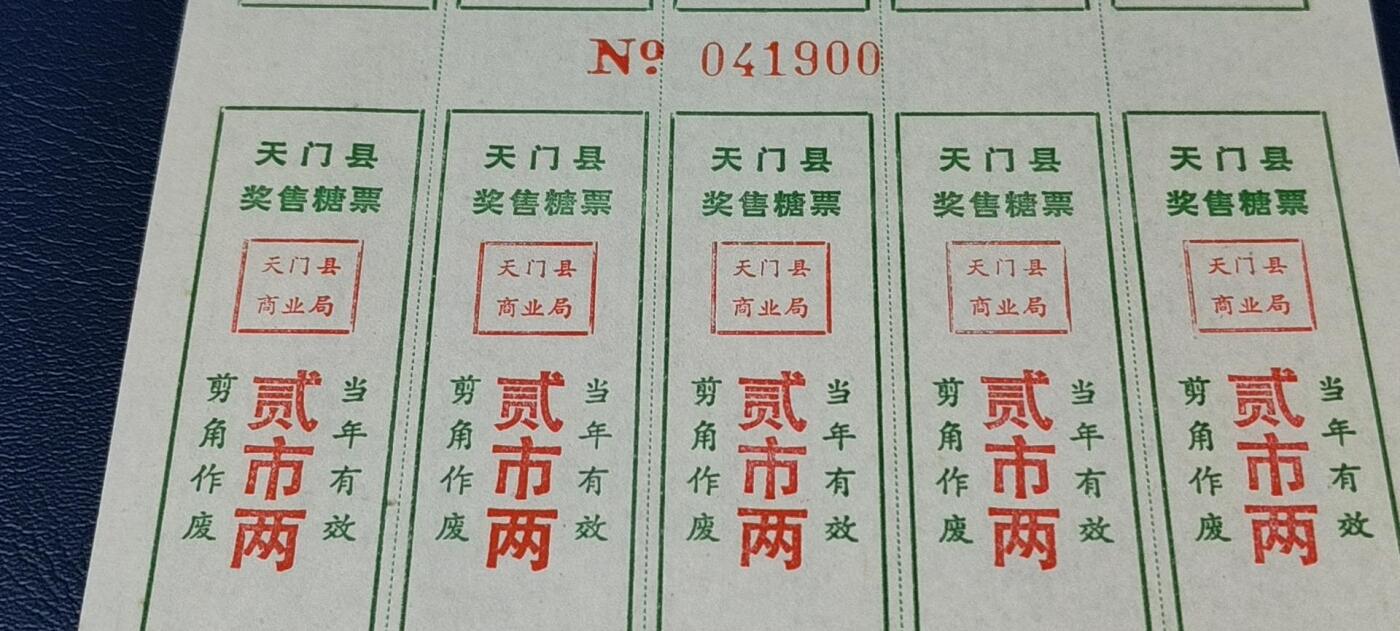 № 041900
天门县
奖售糖票
天门县
商业局
当年有效
贰市两
剪角作废
天门县
奖售糖票
天门县
商业局
当年有效
贰市两
剪角作废
天门县
奖售糖票
天门县
商业局
当年有效
贰市两
剪角作废
天门县
奖售糖票
天门县
商业局
当年有效
贰市两
剪角作废
天门县
奖售糖票
天门县
商业局
当年有效
贰市两
剪角作废